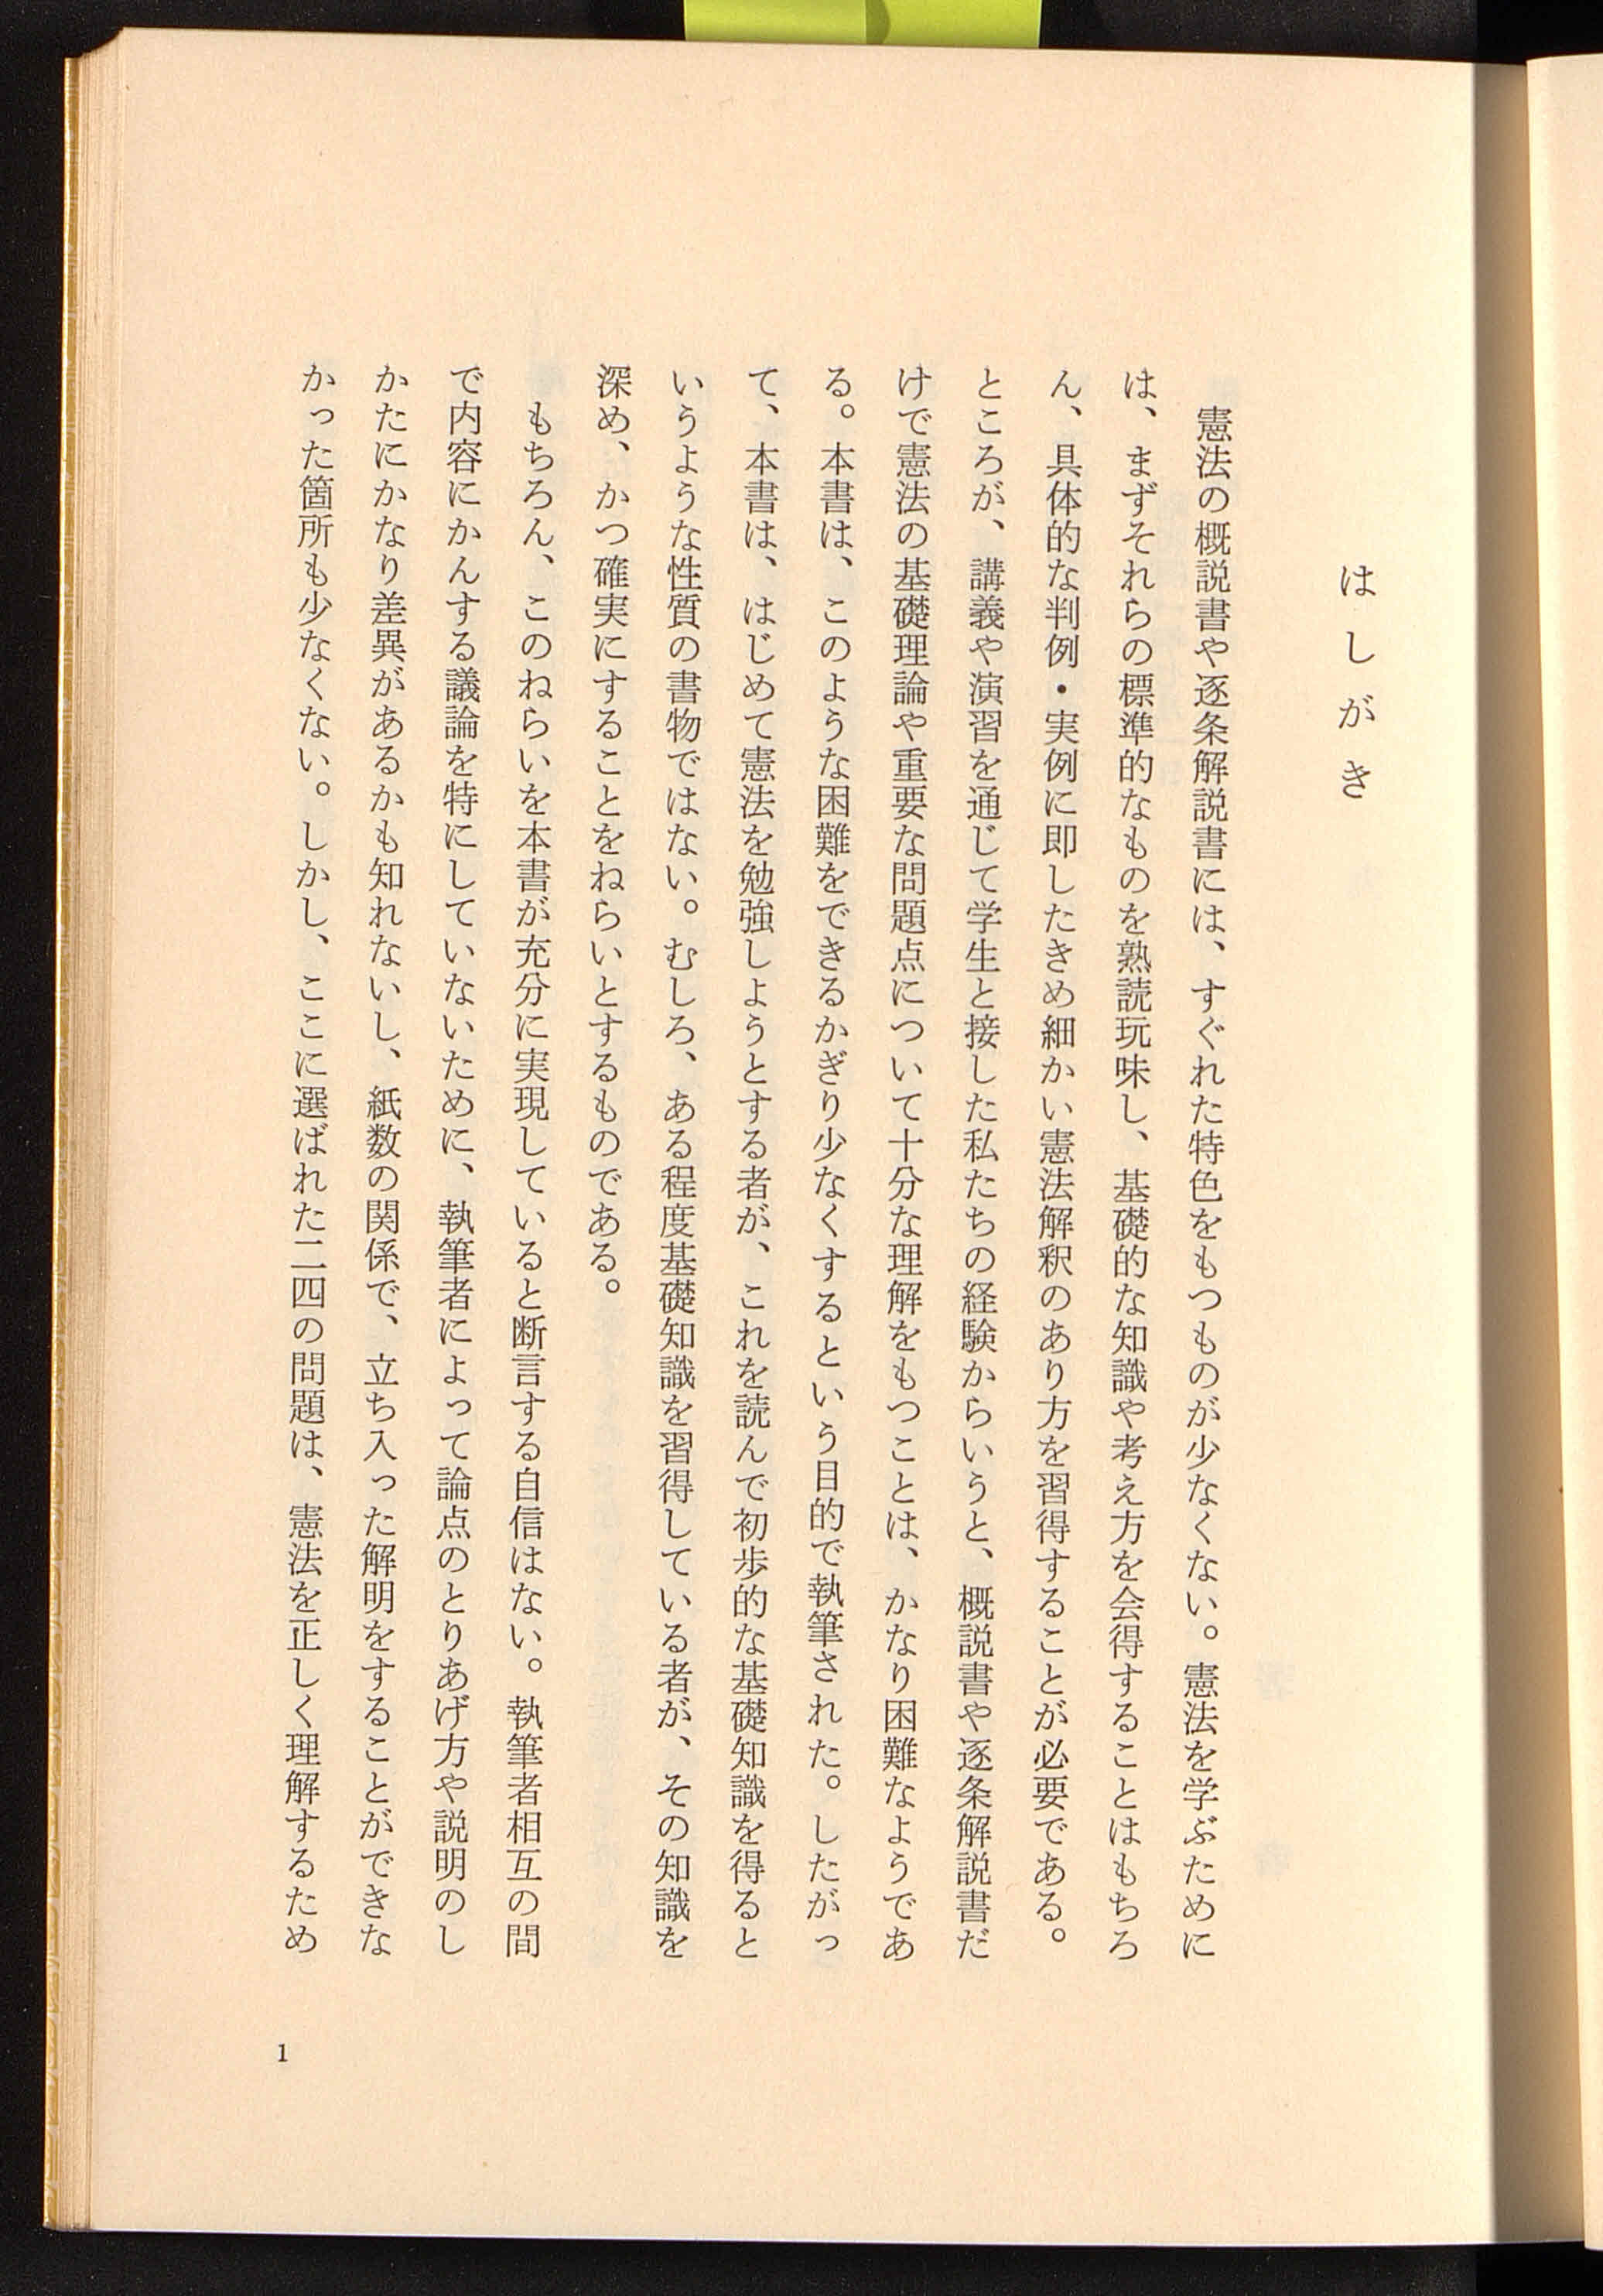 はしがき
憲法の概説書や逐条解説書には、すぐれた特色をもつものが少なくない。憲法を学ぶために
は、まずそれらの標準的なものを熟読玩味し、基礎的な知識や考え方を会得することはもちろ
ん、具体的な判例・実例に即したきめ細かい憲法解釈のあり方を習得することが必要である。
ところが、講義や演習を通じて学生と接した私たちの経験からいうと、概説書や逐条解説書だ
けで憲法の基礎理論や重要な問題点について十分な理解をもつことは、かなり困難なようであ
る。本書は、このような困難をできるかぎり少なくするという目的で執筆された。したがっ
て、本書は、はじめて憲法を勉強しようとする者が、これを読んで初歩的な基礎知識を得ると
いうような性質の書物ではない。むしろ、ある程度基礎知識を習得している者が、その知識を
深め、かつ確実にすることをねらいとするものである。
もちろん、このねらいを本書が充分に実現していると断言する自信はない。執筆者相互の間
で内容にかんする議論を特にしていないために、執筆者によって論点のとりあげ方や説明のし
かたにかなり差異があるかも知れないし、紙数の関係で、立ち入った解明をすることができな
かった箇所も少なくない。しかし、ここに選ばれた二四の問題は、憲法を正しく理解するため
1